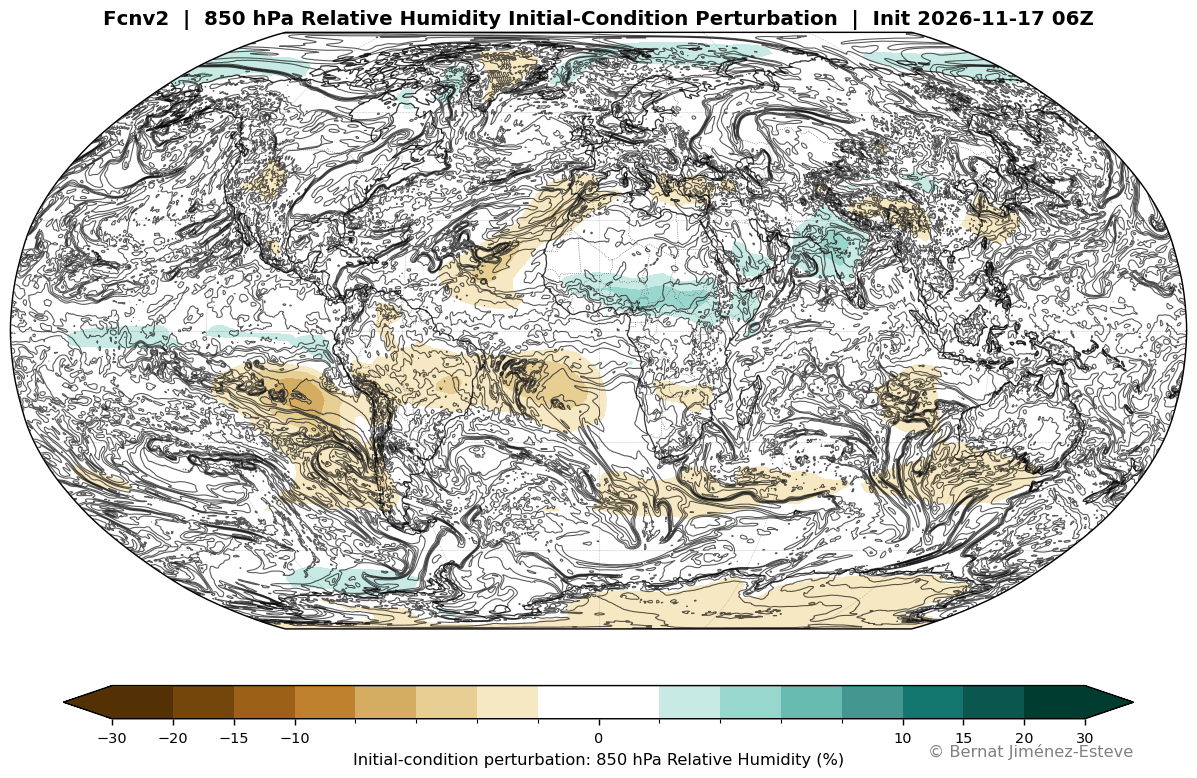 Fcnv2 | 850 hPa Relative Humidity Initial-Condition Perturbation | Init 2026-11-17 06Z
−30 −20 −15 −10 0 10 15 20 30
Initial-condition perturbation: 850 hPa Relative Humidity (%)
© Bernat Jiménez-Esteve